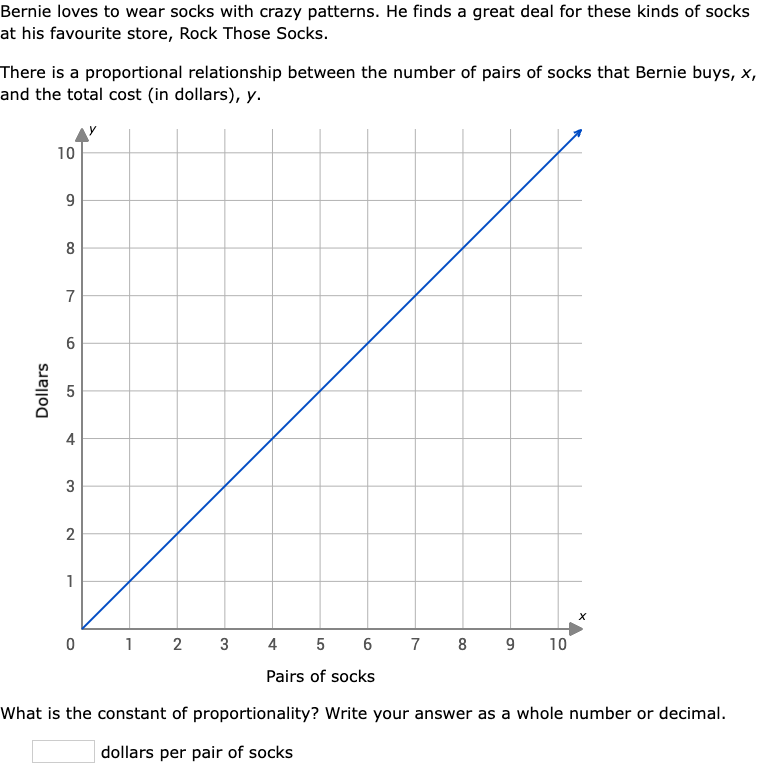 Bernie loves to wear socks with crazy patterns. He finds a great deal for these kinds of socks
at his favourite store, Rock Those Socks.
There is a proportional relationship between the number of pairs of socks that Bernie buys, x,
and the total cost (in dollars), y.
y
10
9
8
7
6
5
4
3
2
1
Dollars
x
0 1 2 3 4 5 6 7 8 9 10
Pairs of socks
What is the constant of proportionality? Write your answer as a whole number or decimal.
dollars per pair of socks